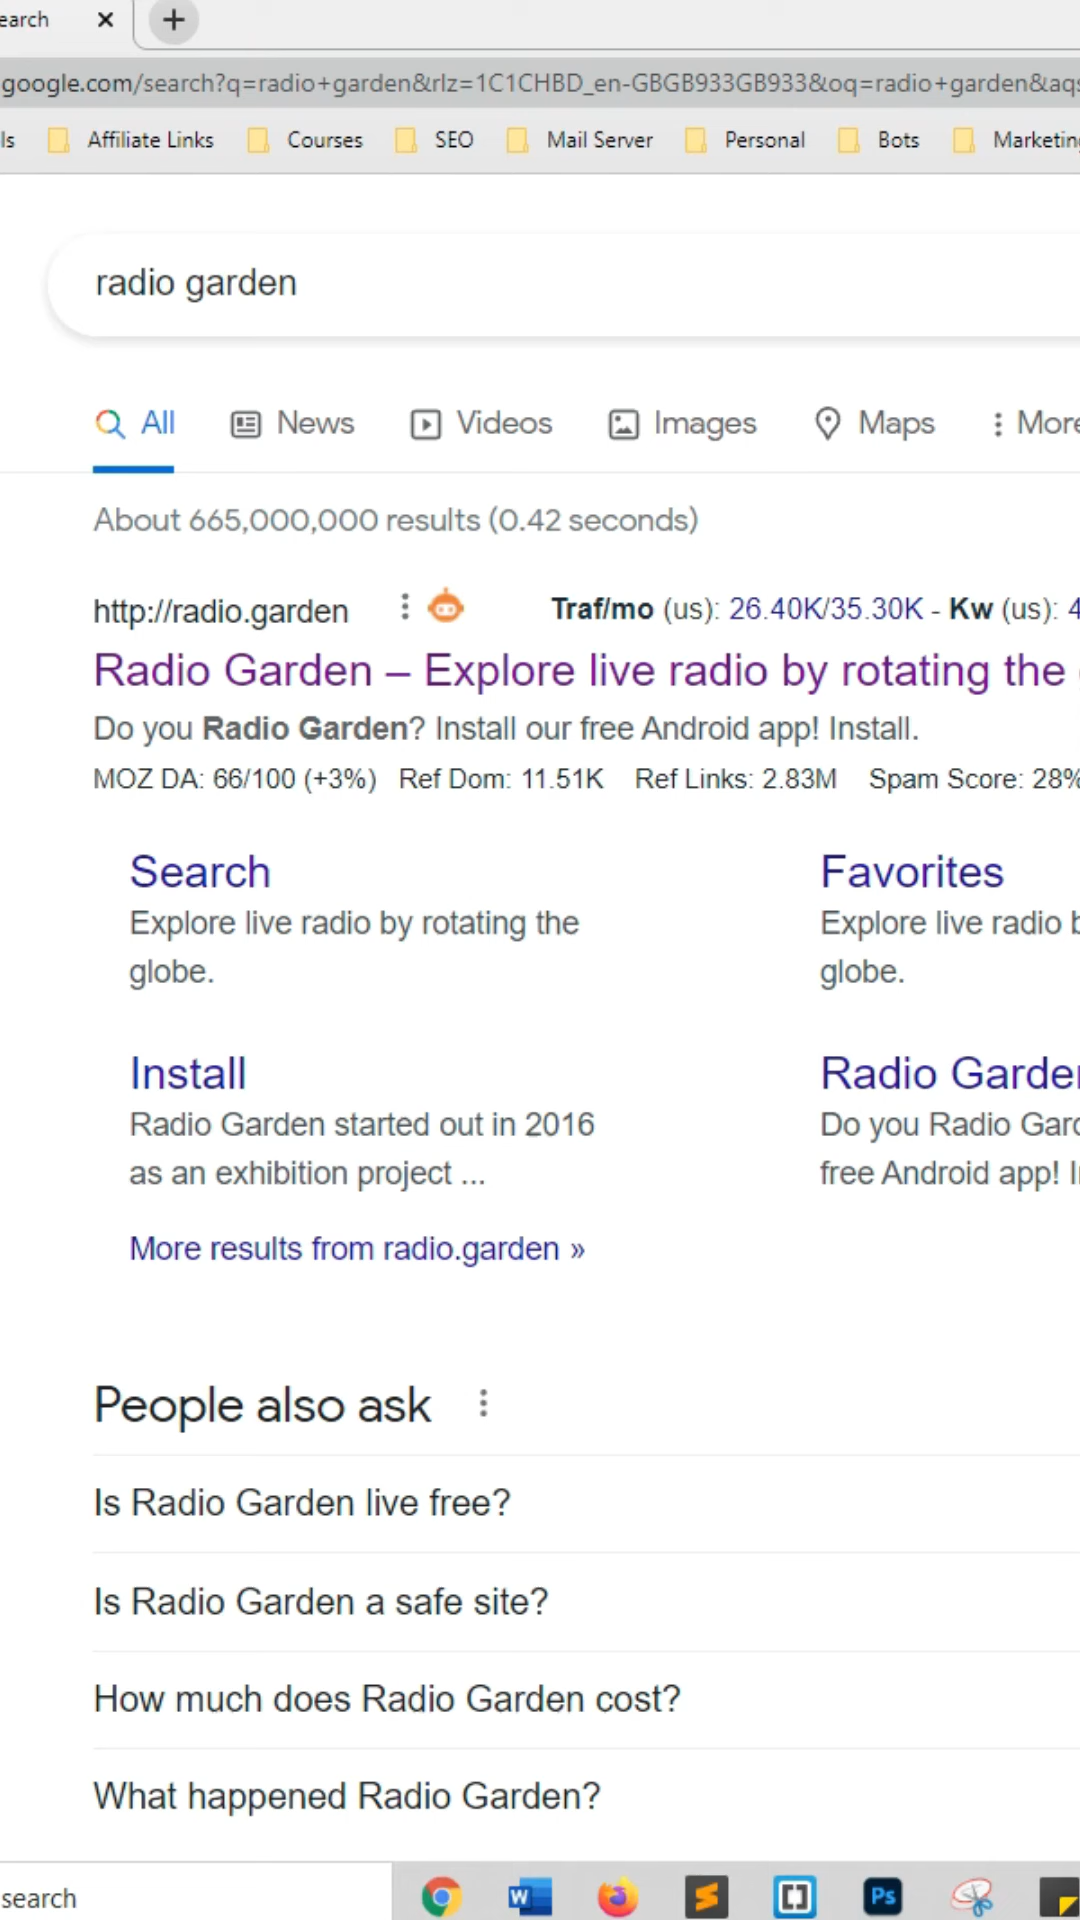 earch
google.com/search?q=radio+garden&rlz=1C1CHBD_en-GBGB933GB933&oq=radio+garden&aqs
ls Affiliate Links Courses SEO Mail Server Personal Bots Marketing
radio garden
All News Videos Images Maps More
About 665,000,000 results (0.42 seconds)
http://radio.garden Traf/mo (us): 26.40K/35.30K - Kw (us): 4
Radio Garden – Explore live radio by rotating the
Do you Radio Garden? Install our free Android app! Install.
MOZ DA: 66/100 (+3%) Ref Dom: 11.51K Ref Links: 2.83M Spam Score: 28%
Search
Explore live radio by rotating the
globe.
Favorites
Explore live radio b
globe.
Install
Radio Garden started out in 2016
as an exhibition project ...
Radio Garden
Do you Radio Gard
free Android app! I
More results from radio.garden »
People also ask
Is Radio Garden live free?
Is Radio Garden a safe site?
How much does Radio Garden cost?
What happened Radio Garden?
search
W
Ps